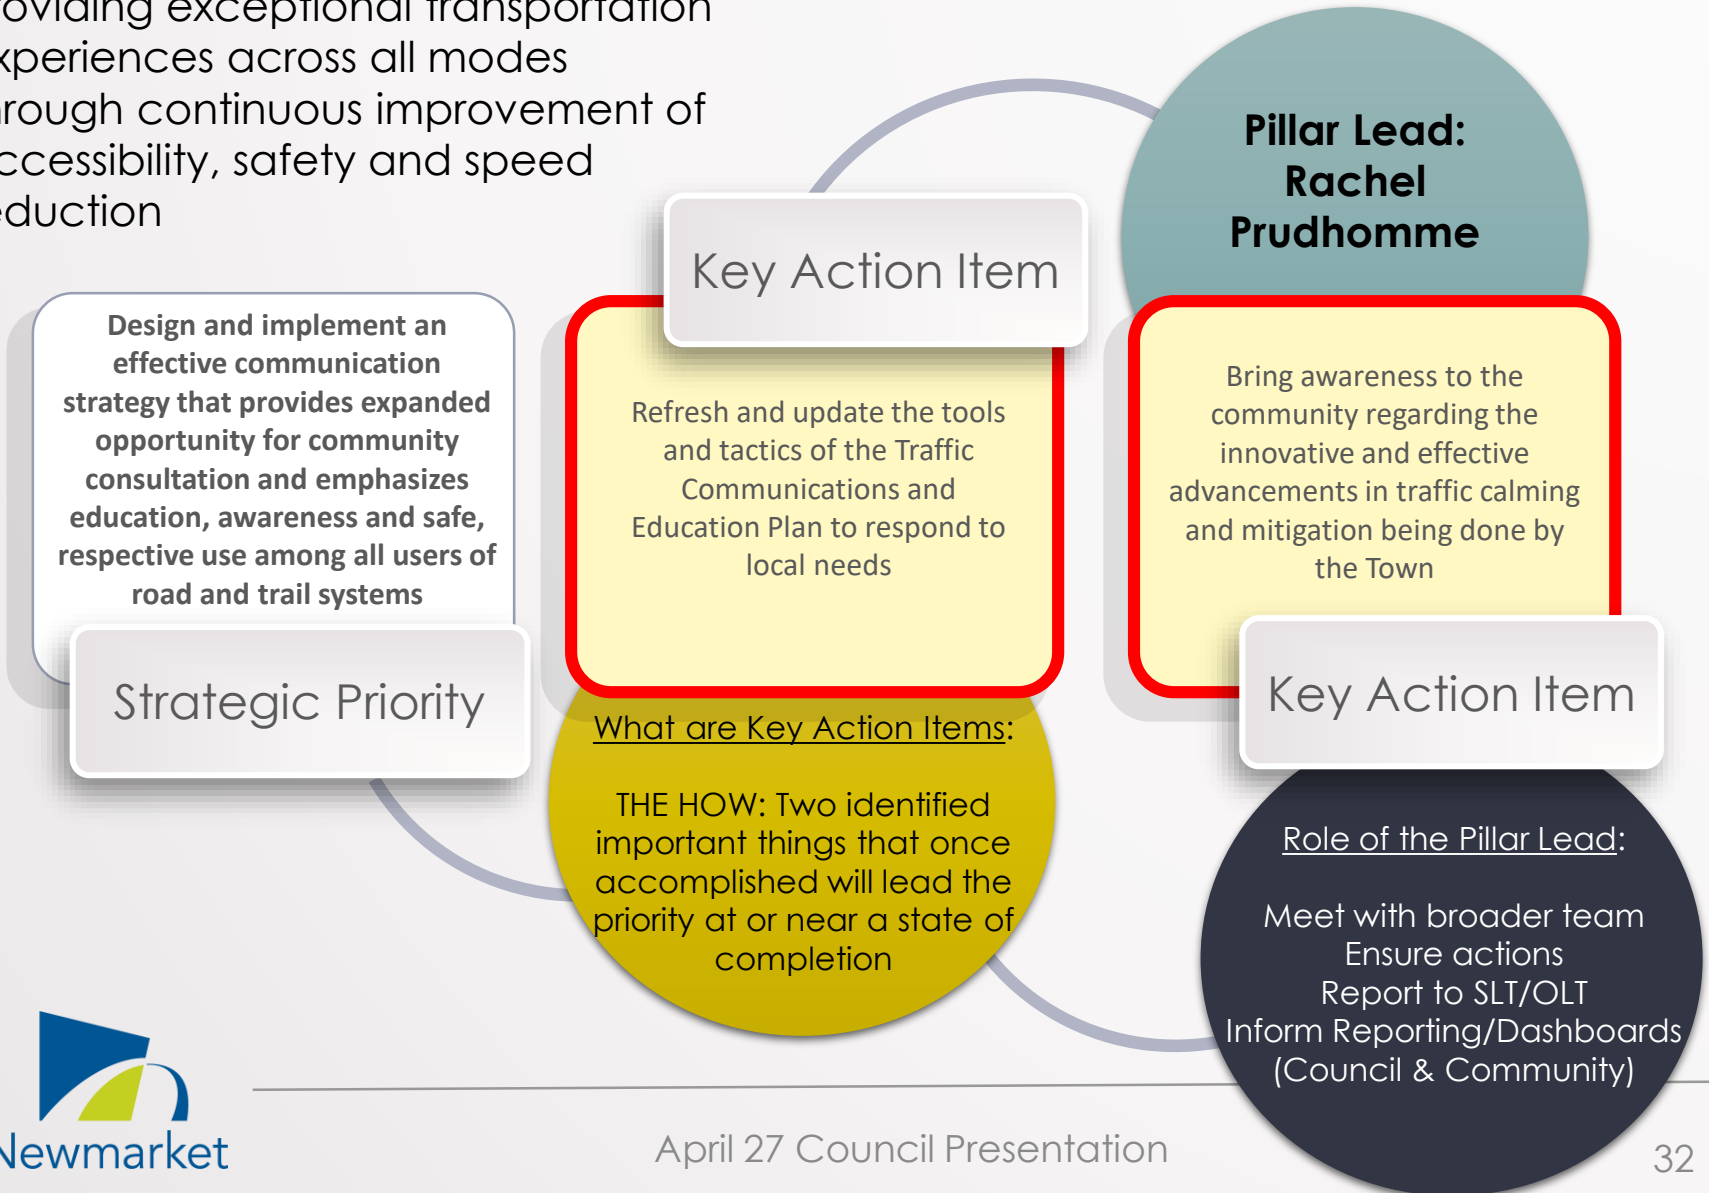 roviding exceptional transportation
xperiences across all modes
hrough continuous improvement of
ccessibility, safety and speed
eduction
Pillar Lead:
Rachel
Prudhomme
Key Action Item
Design and implement an
effective communication
strategy that provides expanded
opportunity for community
consultation and emphasizes
education, awareness and safe,
respective use among all users of
road and trail systems
Strategic Priority
Refresh and update the tools
and tactics of the Traffic
Communications and
Education Plan to respond to
local needs
Bring awareness to the
community regarding the
innovative and effective
advancements in traffic calming
and mitigation being done by
the Town
Key Action Item
What are Key Action Items:
THE HOW: Two identified
important things that once
accomplished will lead the
priority at or near a state of
completion
Role of the Pillar Lead:
Meet with broader team
Ensure actions
Report to SLT/OLT
Inform Reporting/Dashboards
(Council & Community)
Newmarket
April 27 Council Presentation
32